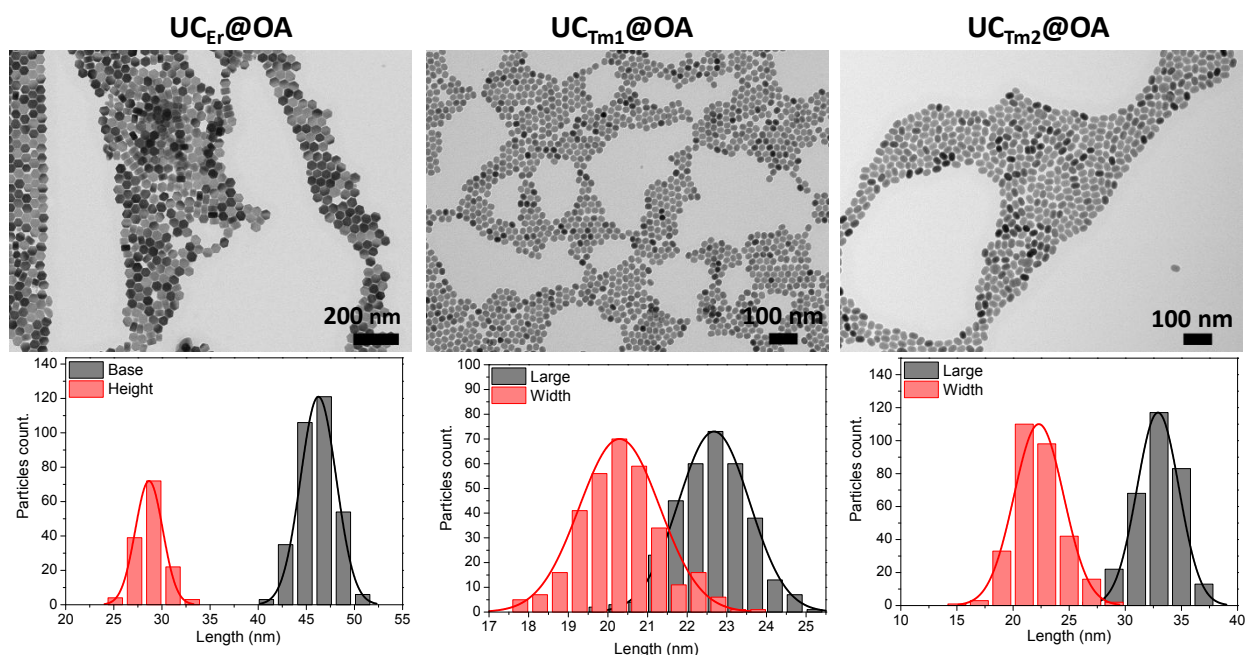 UCEr@OA
UCTm1@OA
UCTm2@OA
200 nm
100 nm
100 nm
Base
Height
Particles count.
140
120
100
80
60
40
20
0
20 25 30 35 40 45 50 55
Length (nm)
Large
Width
Particles count.
100
90
80
70
60
50
40
30
20
10
0
17 18 19 20 21 22 23 24 25
Length (nm)
Large
Width
Particles count.
140
120
100
80
60
40
20
0
10 15 20 25 30 35 40
Length (nm)